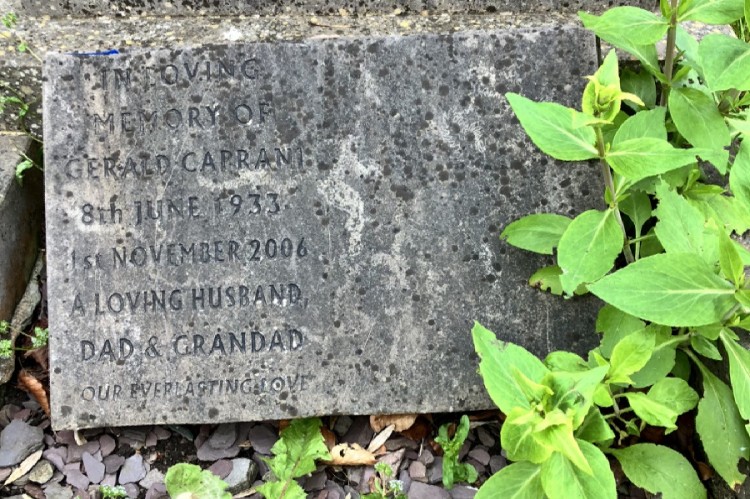 IN LOVING
MEMORY OF
GERALD CAPRANI
8th JUNE 1933
1st NOVEMBER 2006
A LOVING HUSBAND,
DAD & GRANDAD
OUR EVERLASTING LOVE